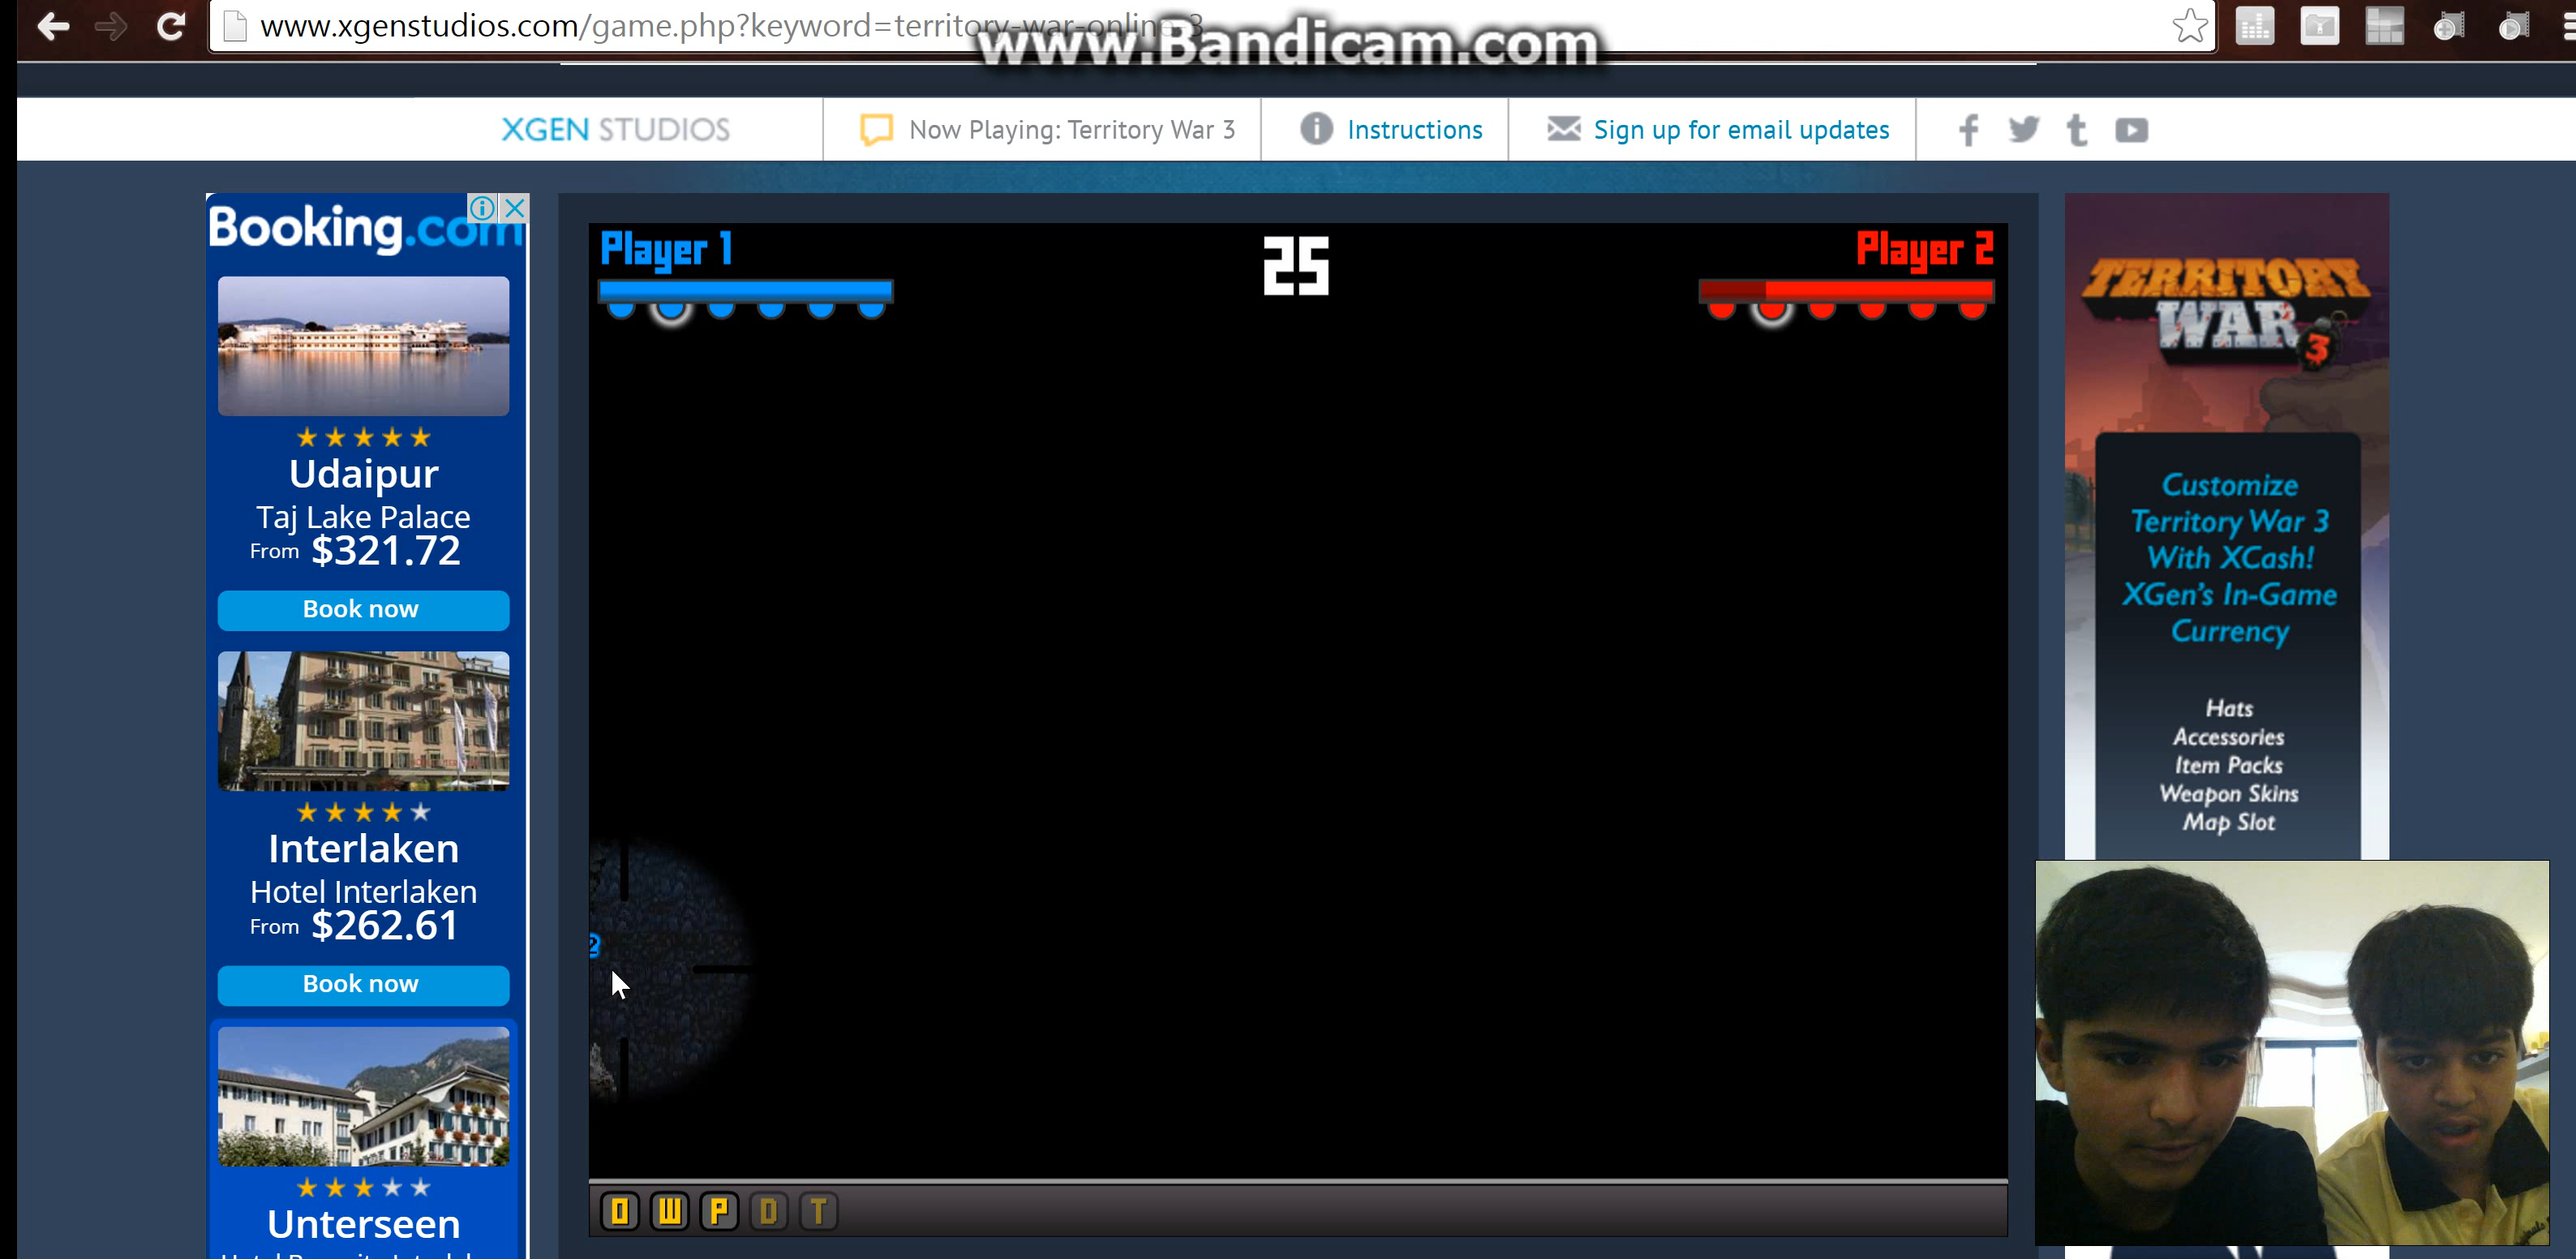 www.xgenstudios.com/game.php?keyword=territory-war-online-3
www.Bandicam.com
XGEN STUDIOS
Now Playing: Territory War 3
Instructions
Sign up for email updates
Booking.com
Udaipur
Taj Lake Palace
From $321.72
Book now
Interlaken
Hotel Interlaken
From $262.61
Book now
Unterseen
Player 1
25
Player 2
2
O W P D T
TERRITORY
WAR 3
Customize
Territory War 3
With XCash!
XGen's In-Game
Currency
Hats
Accessories
Item Packs
Weapon Skins
Map Slot